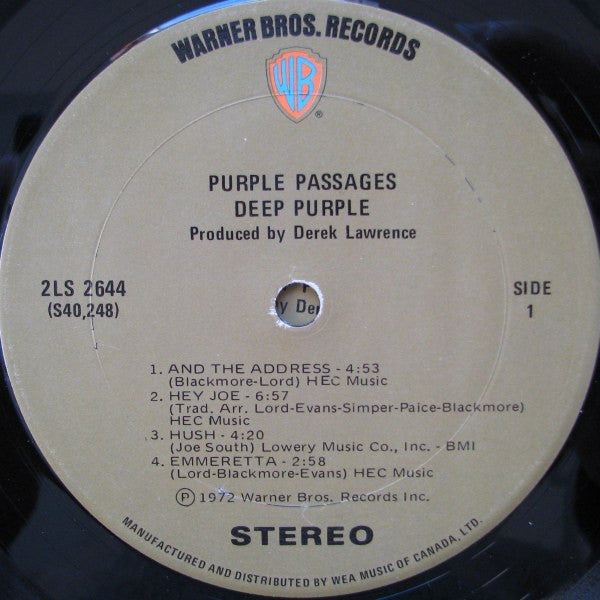 WARNER BROS. RECORDS
WB
®
PURPLE PASSAGES
DEEP PURPLE
Produced by Derek Lawrence
2LS 2644
(S40,248)
SIDE
1
y De
1. AND THE ADDRESS - 4:53
(Blackmore-Lord) HEC Music
2. HEY JOE - 6:57
(Trad. Arr. Lord-Evans-Simper-Paice-Blackmore)
HEC Music
3. HUSH - 4:20
(Joe South) Lowery Music Co., Inc. - BMI
4. EMMERETTA - 2:58
(Lord-Blackmore-Evans) HEC Music
Ⓟ 1972 Warner Bros. Records Inc.
STEREO
MANUFACTURED AND DISTRIBUTED BY WEA MUSIC OF CANADA, LTD.